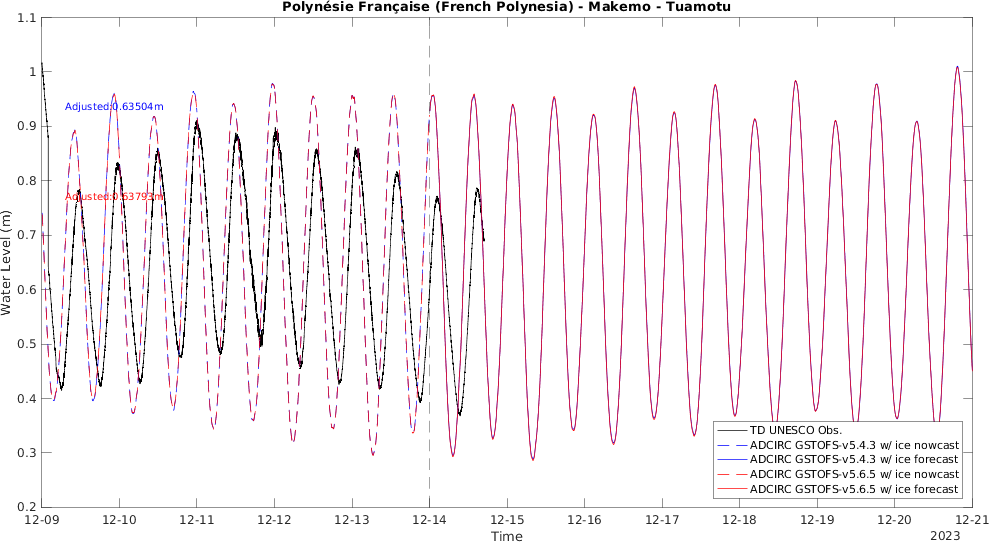 Polynésie Française (French Polynesia) - Makemo - Tuamotu
1.1
1
0.9
0.8
0.7
0.6
0.5
0.4
0.3
0.2
Water Level (m)
Adjusted:0.63504m
Adjusted:0.63793m
TD UNESCO Obs.
ADCIRC GSTOFS-v5.4.3 w/ ice nowcast
ADCIRC GSTOFS-v5.4.3 w/ ice forecast
ADCIRC GSTOFS-v5.6.5 w/ ice nowcast
ADCIRC GSTOFS-v5.6.5 w/ ice forecast
12-09 12-10 12-11 12-12 12-13 12-14 12-15 12-16 12-17 12-18 12-19 12-20 12-21
Time
2023